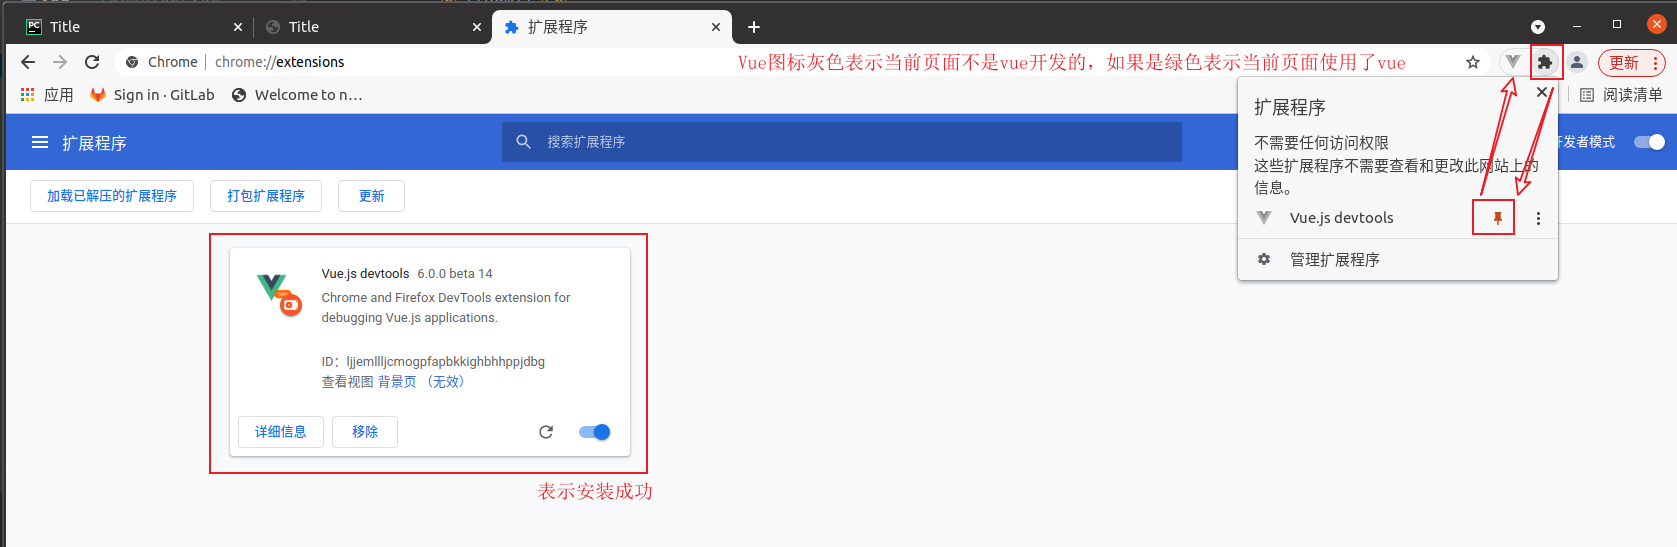 PC Title
Title
扩展程序
Chrome | chrome://extensions
Vue图标灰色表示当前页面不是vue开发的，如果是绿色表示当前页面使用了vue
更新
应用
Sign in · GitLab
Welcome to n…
阅读清单
扩展程序
搜索扩展程序
开发者模式
加载已解压的扩展程序
打包扩展程序
更新
扩展程序
不需要任何访问权限
这些扩展程序不需要查看和更改此网站上的
信息。
Vue.js devtools
管理扩展程序
Vue.js devtools 6.0.0 beta 14
Chrome and Firefox DevTools extension for
debugging Vue.js applications.
ID：ljjemllljcmogpfapbkkighbhhppjdbg
查看视图 背景页 （无效）
详细信息
移除
表示安装成功